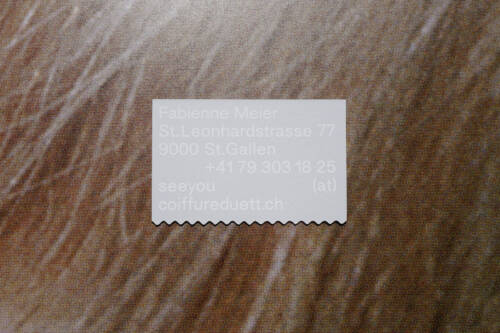 Fabienne Meier
St.Leonhardstrasse 77
9000 St.Gallen
+41 79 303 18 25
seeyou (at)
coiffureduett.ch